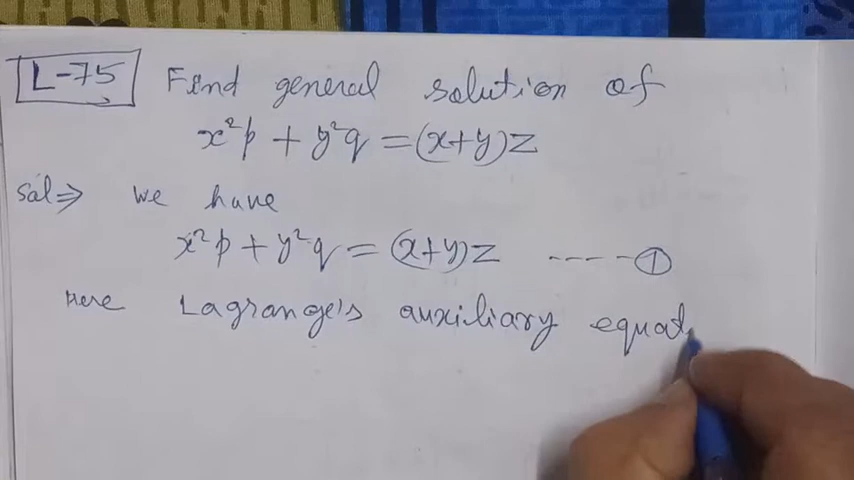 L-75 Find general solution of
x²p + y²q = (x+y)z
Sol⇒ we have
x²p + y²q = (x+y)z -----①
Here Lagrange's auxiliary equat